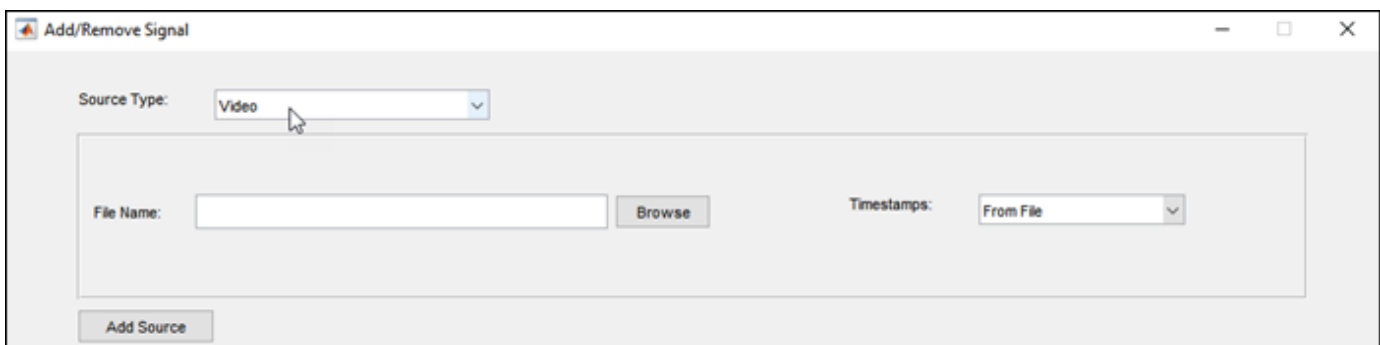 Add/Remove Signal
Source Type: Video
File Name: Browse Timestamps: From File
Add Source